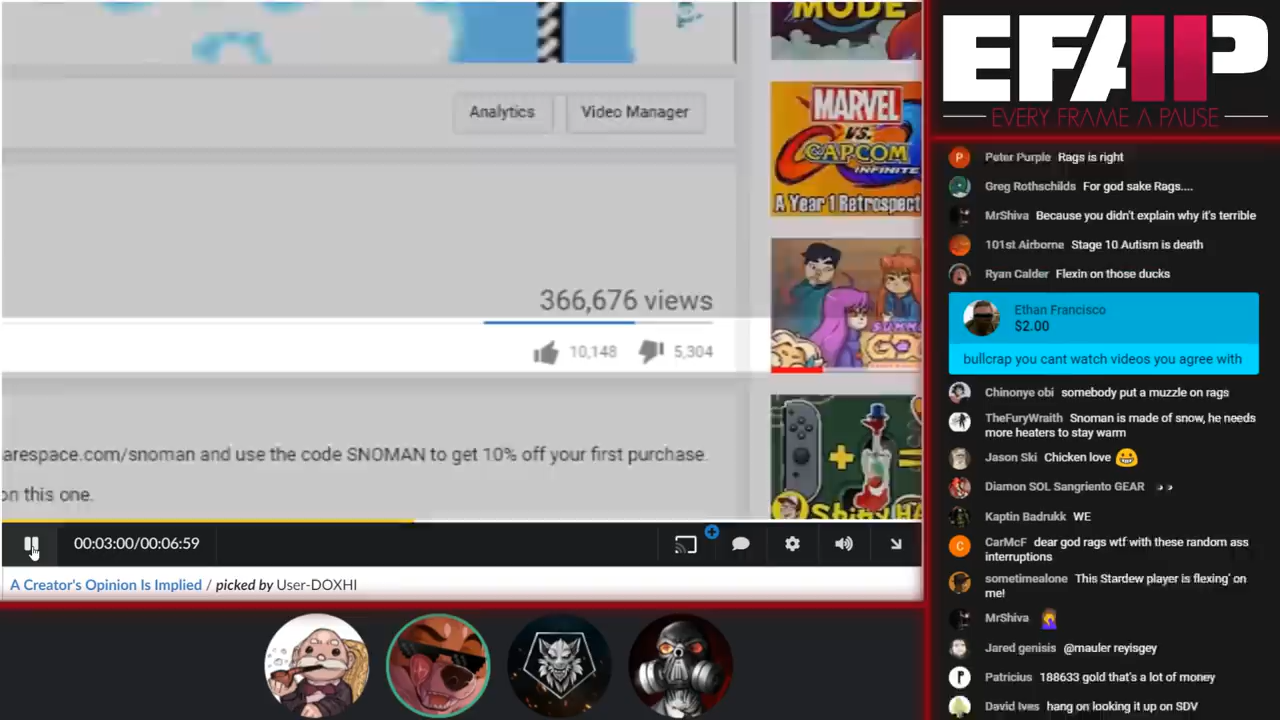 MODE
MARVEL
VS.
CAPCOM
INFINITE
A Year 1 Retrospect
Analytics
Video Manager
366,676 views
10,148
5,304
arespace.com/snoman and use the code SNOMAN to get 10% off your first purchase.
on this one.
00:03:00/00:06:59
A Creator's Opinion Is Implied / picked by User-DOXHI
EFAP
EVERY FRAME A PAUSE
P Peter Purple Rags is right
Greg Rothschilds For god sake Rags....
MrShiva Because you didn't explain why it's terrible
101st Airborne Stage 10 Autism is death
Ryan Calder Flexin on those ducks
Ethan Francisco
$2.00
bullcrap you cant watch videos you agree with
Chinonye obi somebody put a muzzle on rags
TheFuryWraith Snoman is made of snow, he needs
more heaters to stay warm
Jason Ski Chicken love 😁
Diamon SOL Sangriento GEAR 👀
Kaptin Badrukk WE
C CarMcF dear god rags wtf with these random ass
interruptions
sometimealone This Stardew player is flexing' on
me!
MrShiva 🤦‍♀️
Jared genisis @mauler reyisgey
P Patricius 188633 gold that's a lot of money
David Ives hang on looking it up on SDV